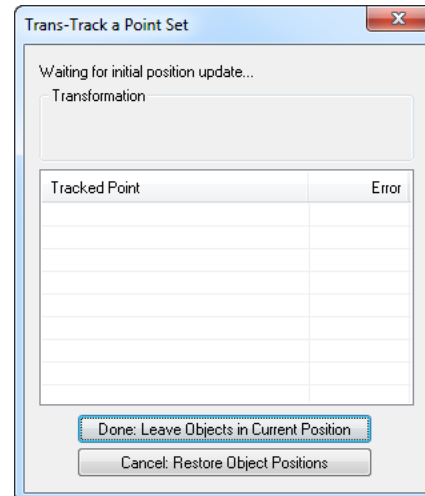 Trans-Track a Point Set
Waiting for initial position update...
Transformation
Tracked Point Error
Done: Leave Objects in Current Position
Cancel: Restore Object Positions